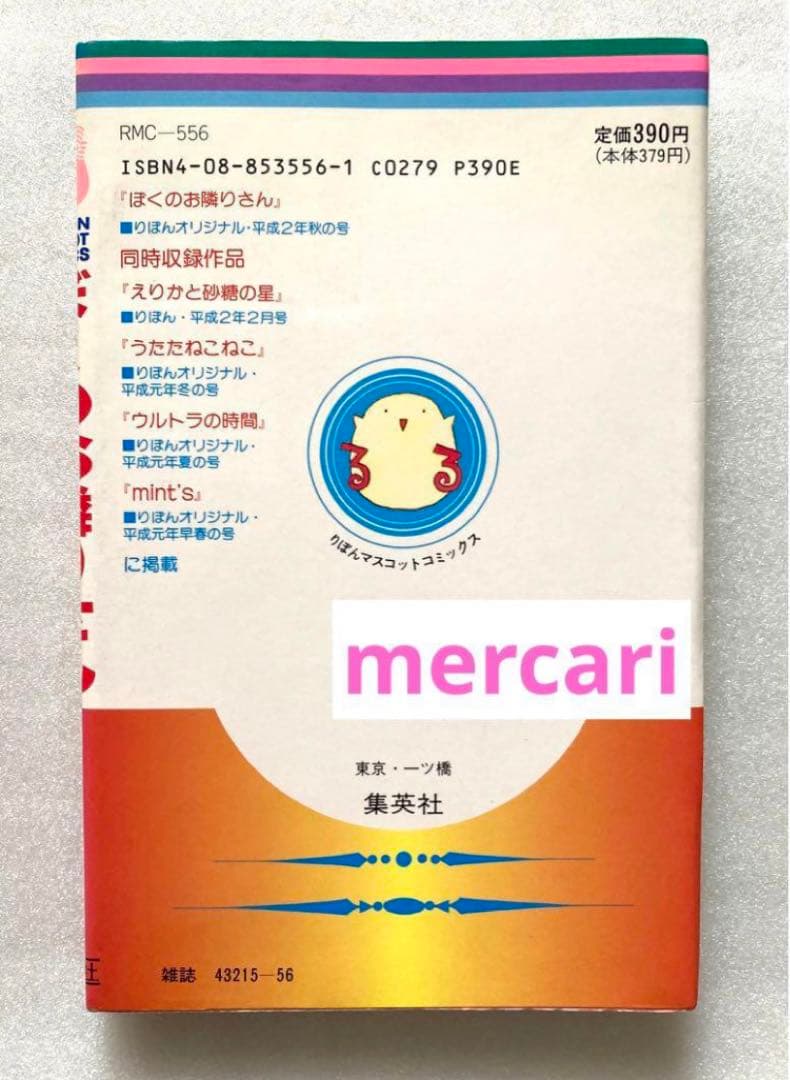 RMC—556
定価390円
(本体379円)
ISBN4-08-853556-1 C0279 P390E
『ぼくのお隣りさん』
■りぼんオリジナル・平成2年秋の号
同時収録作品
『えりかと砂糖の星』
■りぼん・平成2年2月号
『うたたねこねこ』
■りぼんオリジナル・
平成元年冬の号
『ウルトラの時間』
■りぼんオリジナル・
平成元年夏の号
『mint's』
■りぼんオリジナル・
平成元年早春の号
に掲載
る る
りぼんマスコットコミックス
mercari
東京・一ツ橋
集英社
雑誌 43215—56